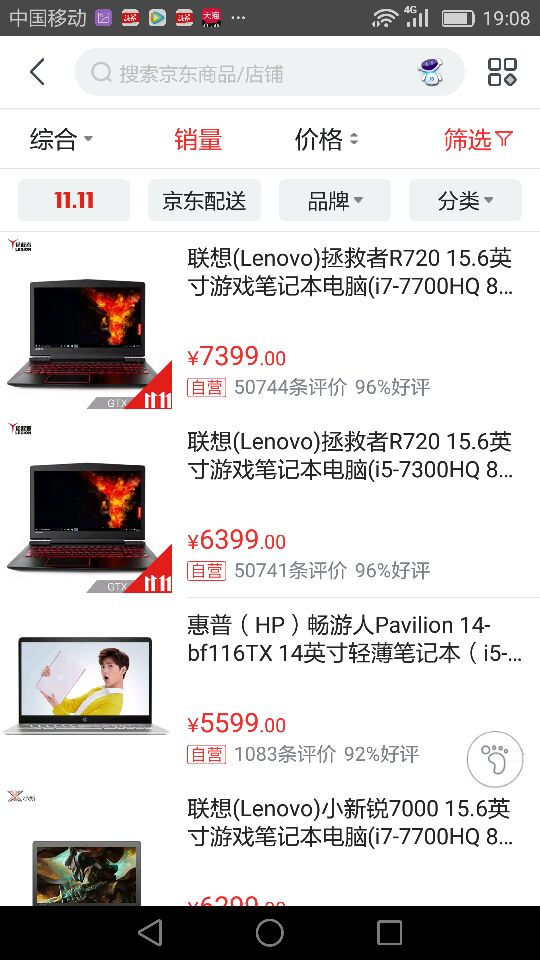 中国移动
4G
19:08
搜索京东商品/店铺
综合
销量
价格
筛选
11.11
京东配送
品牌
分类
拯救者
LEGION
联想(Lenovo)拯救者R720 15.6英
寸游戏笔记本电脑(i7-7700HQ 8...
¥7399.00
GTX
11 11
自营 50744条评价 96%好评
联想(Lenovo)拯救者R720 15.6英
寸游戏笔记本电脑(i5-7300HQ 8...
¥6399.00
GTX
11 11
自营 50741条评价 96%好评
惠普（HP）畅游人Pavilion 14-
bf116TX 14英寸轻薄笔记本（i5-...
¥5599.00
自营 1083条评价 92%好评
小新
联想(Lenovo)小新锐7000 15.6英
寸游戏笔记本电脑(i7-7700HQ 8...